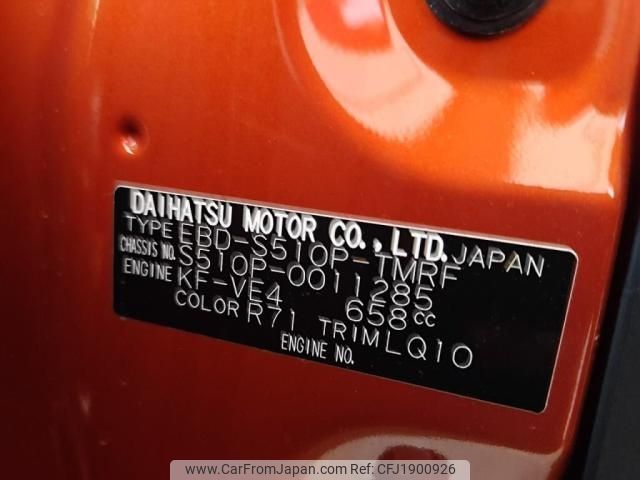 DAIHATSU MOTOR CO., LTD. JAPAN
TYPE EBD-S510P-TMRF
CHASSIS NO. S510P-0011285
ENGINE KF-VE4 658cc
COLOR R71 TRIM LQ10
ENGINE NO.
www.CarFromJapan.com | ID: CFJ1900926